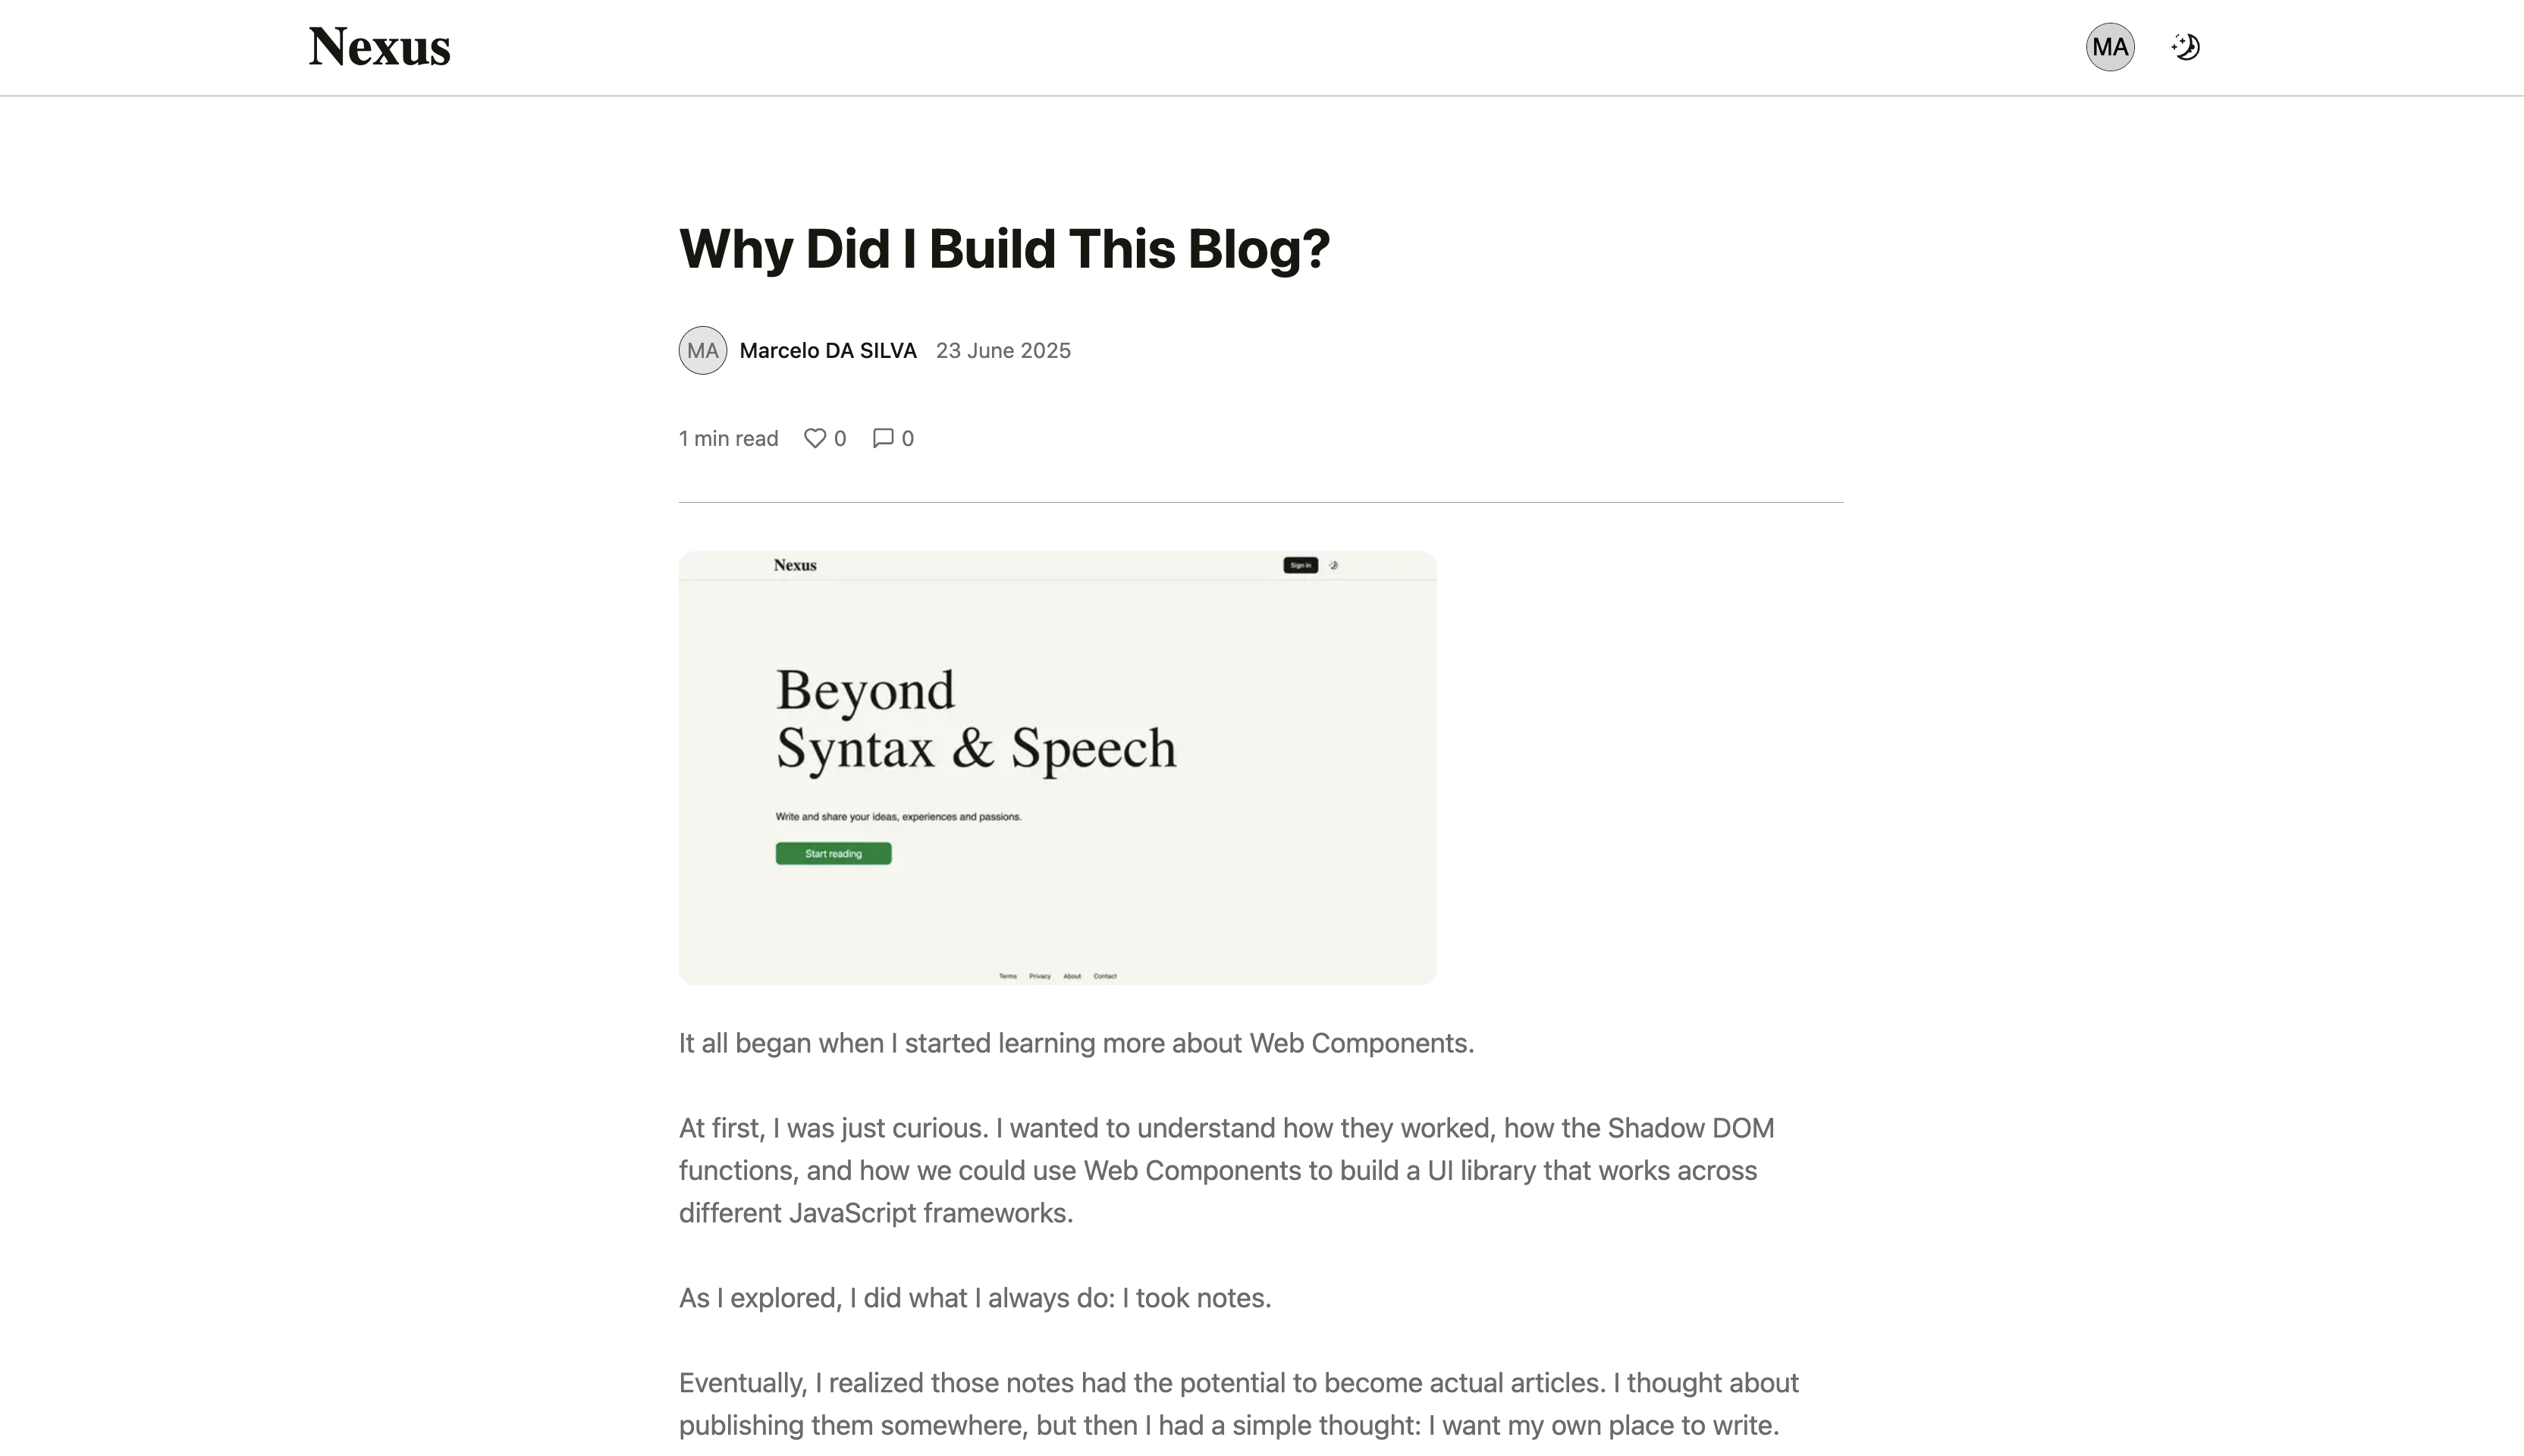 Nexus
MA
Why Did I Build This Blog?
MA Marcelo DA SILVA 23 June 2025
1 min read 0 0
Nexus
Sign in
Beyond
Syntax & Speech
Write and share your ideas, experiences and passions.
Start reading
Terms Privacy About Contact
It all began when I started learning more about Web Components.
At first, I was just curious. I wanted to understand how they worked, how the Shadow DOM
functions, and how we could use Web Components to build a UI library that works across
different JavaScript frameworks.
As I explored, I did what I always do: I took notes.
Eventually, I realized those notes had the potential to become actual articles. I thought about
publishing them somewhere, but then I had a simple thought: I want my own place to write.